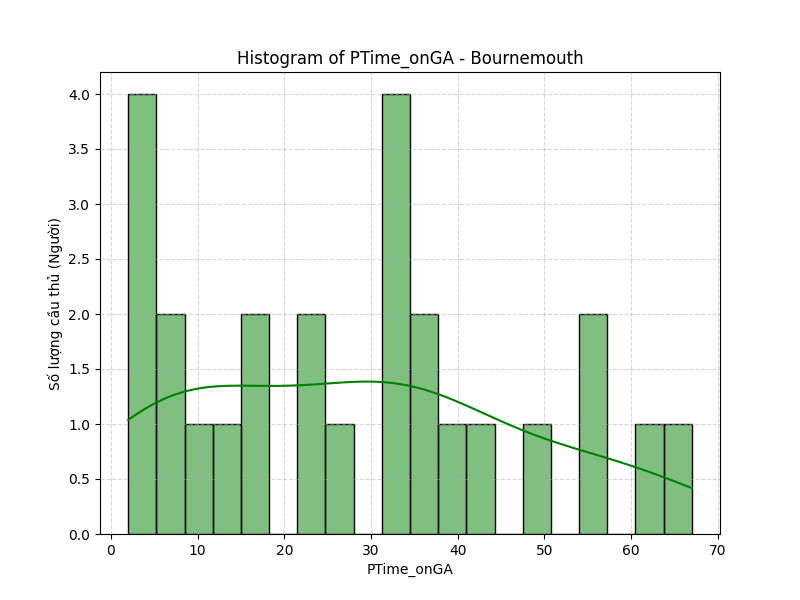 Histogram of PTime_onGA - Bournemouth
4.0
3.5
3.0
2.5
2.0
1.5
1.0
0.5
0.0
Số lượng cầu thủ (Người)
0 10 20 30 40 50 60 70
PTime_onGA